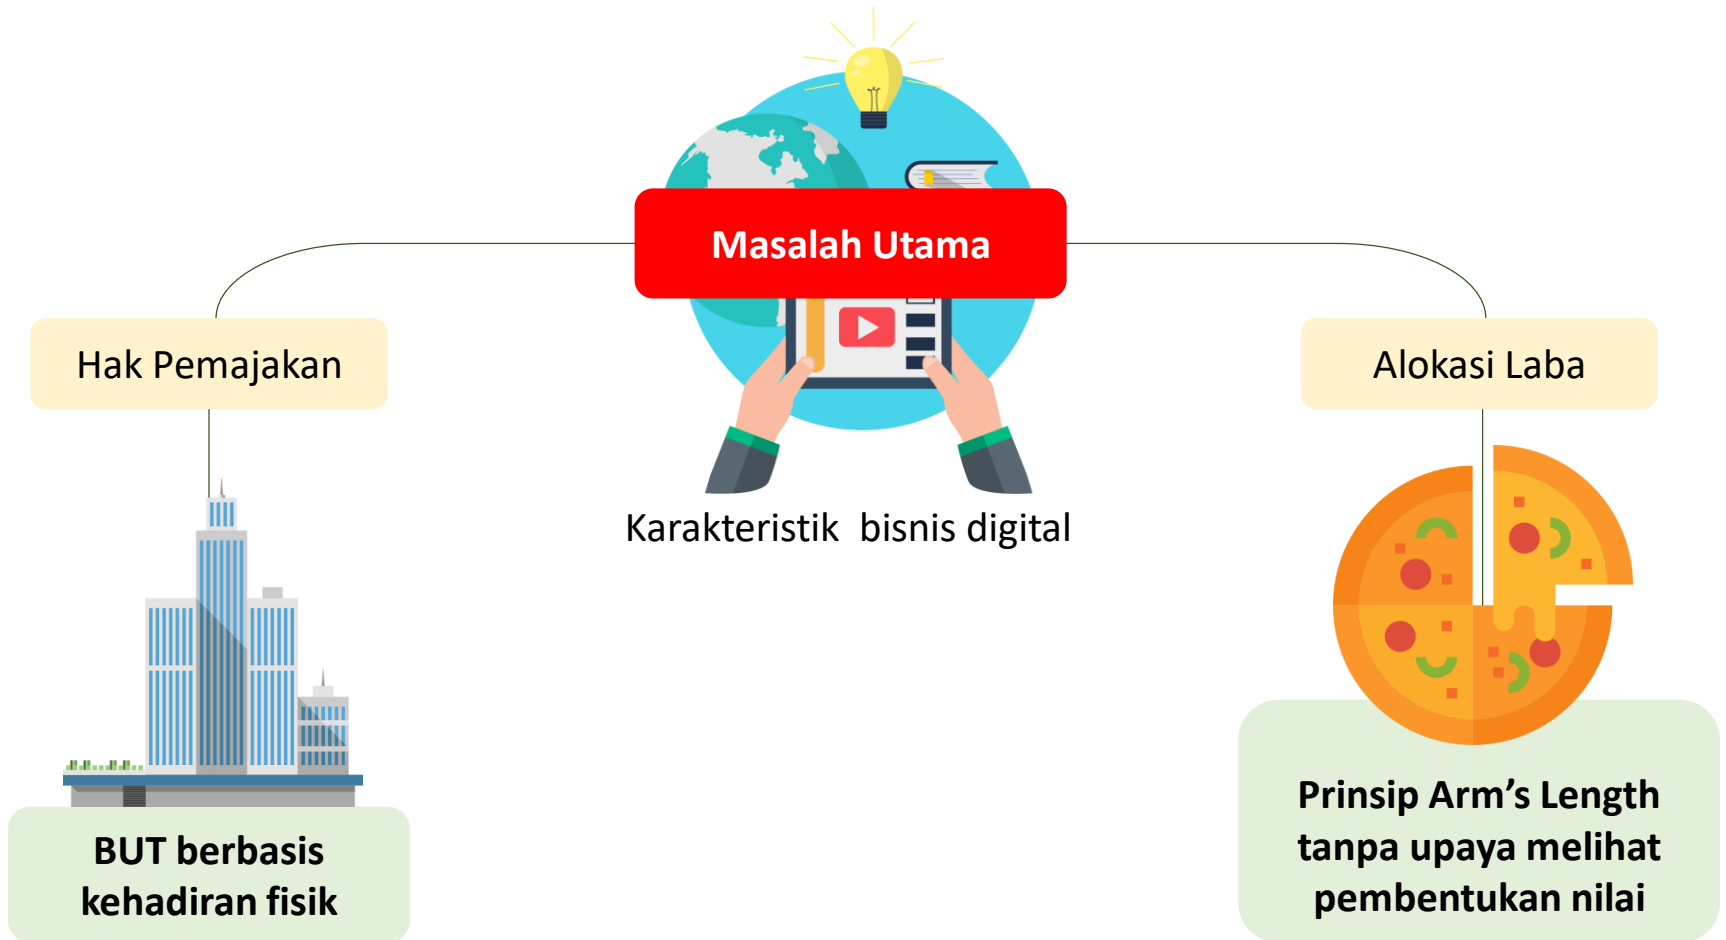 Masalah Utama
Hak Pemajakan
Alokasi Laba
Karakteristik bisnis digital
BUT berbasis
kehadiran fisik
Prinsip Arm’s Length
tanpa upaya melihat
pembentukan nilai